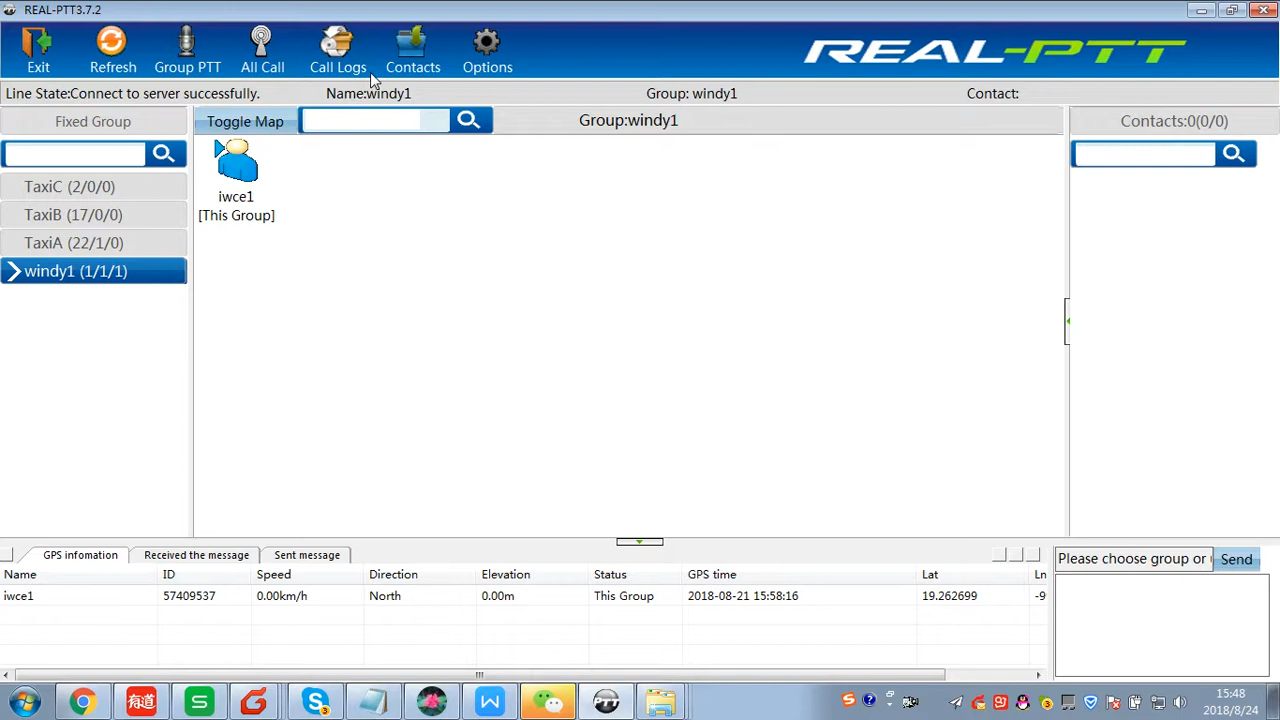 REAL-PTT3.7.2
Exit
Refresh
Group PTT
All Call
Call Logs
Contacts
Options
REAL-PTT
Line State:Connect to server successfully.
Name:windy1
Group: windy1
Contact:
Fixed Group
Toggle Map
Group:windy1
Contacts:0(0/0)
TaxiC (2/0/0)
TaxiB (17/0/0)
TaxiA (22/1/0)
windy1 (1/1/1)
iwce1
[This Group]
GPS infomation
Received the message
Sent message
Please choose group or
Send
Name ID Speed Direction Elevation Status GPS time Lat Ln
iwce1 57409537 0.00km/h North 0.00m This Group 2018-08-21 15:58:16 19.262699 -9
有道
S
3
W
PTT
15:48
2018/8/24